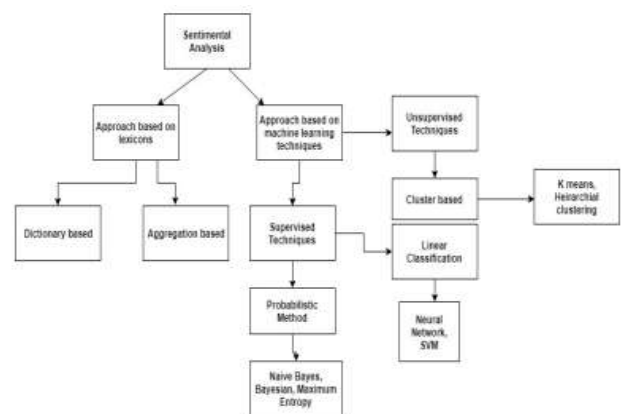 Sentimental
Analysis
Approach based on
lexicons
Approach based on
machine learning
techniques
Unsupervised
Techniques
Dictionary based
Aggregation based
Supervised
Techniques
Cluster based
K means,
Heirarchial
clustering
Linear
Classification
Probabilistic
Method
Neural
Network,
SVM
Naive Bayes,
Bayesian, Maximum
Entropy